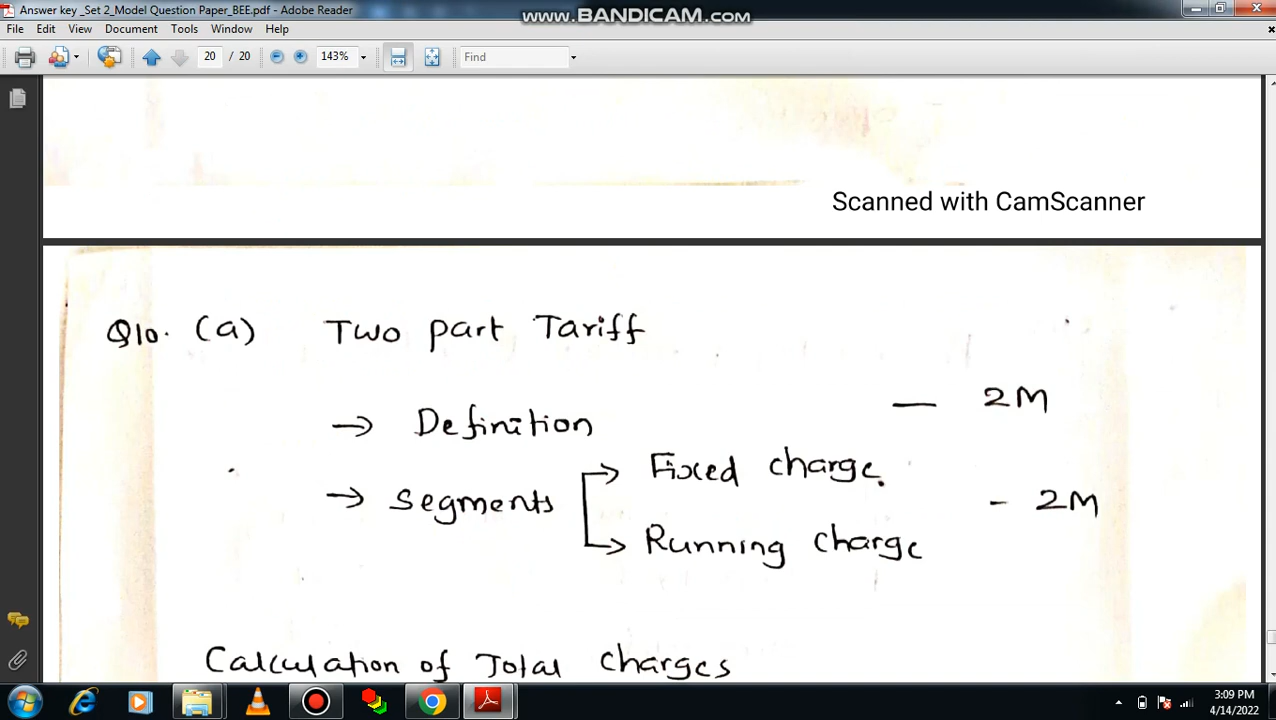 Answer key _Set 2_Model Question Paper_BEE.pdf - Adobe Reader
www.BANDICAM.com
File Edit View Document Tools Window Help
20 / 20 143% Find
Scanned with CamScanner
Q10. (a) Two part Tariff
→ Definition — 2M
→ Segments → Fixed charge
- 2M
→ Running charge
Calculation of Total charges
3:09 PM
4/14/2022